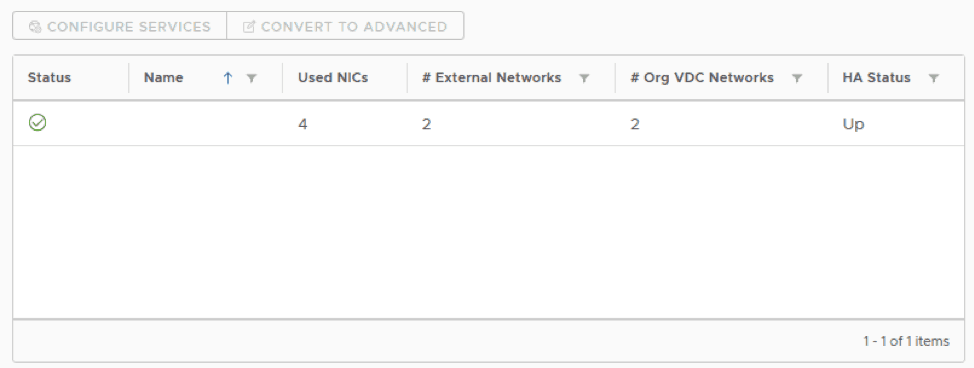 CONFIGURE SERVICES CONVERT TO ADVANCED
Status Name Used NICs # External Networks # Org VDC Networks HA Status
4 2 2 Up
1 - 1 of 1 items